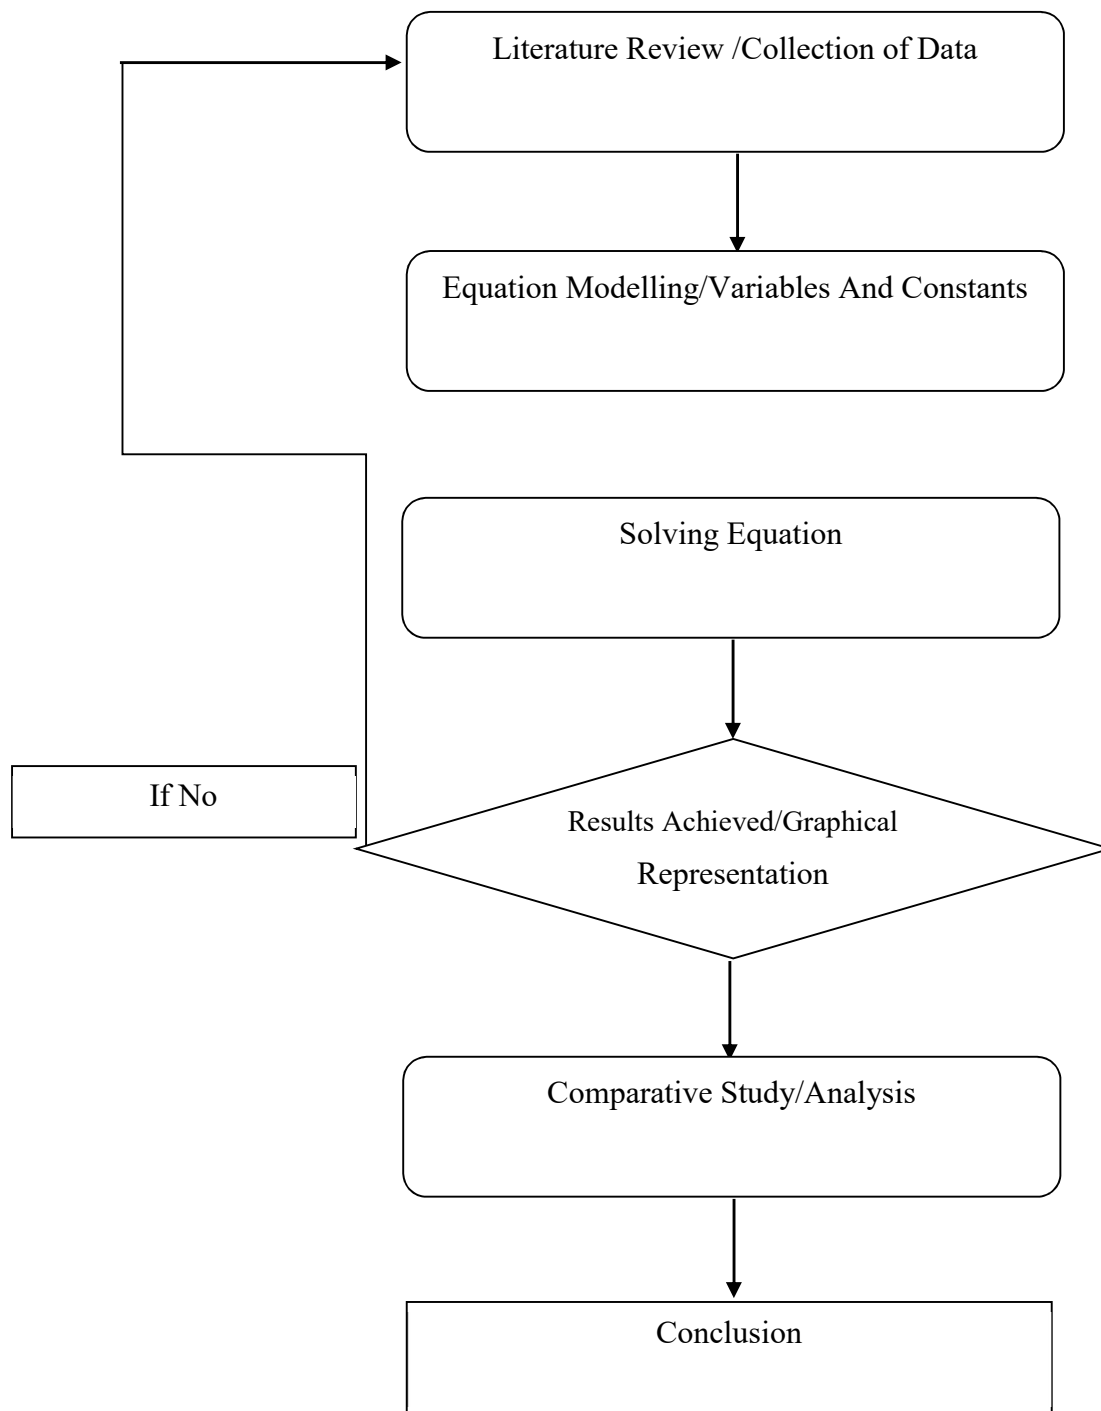 Literature Review /Collection of Data
Equation Modelling/Variables And Constants
Solving Equation
If No
Results Achieved/Graphical
Representation
Comparative Study/Analysis
Conclusion